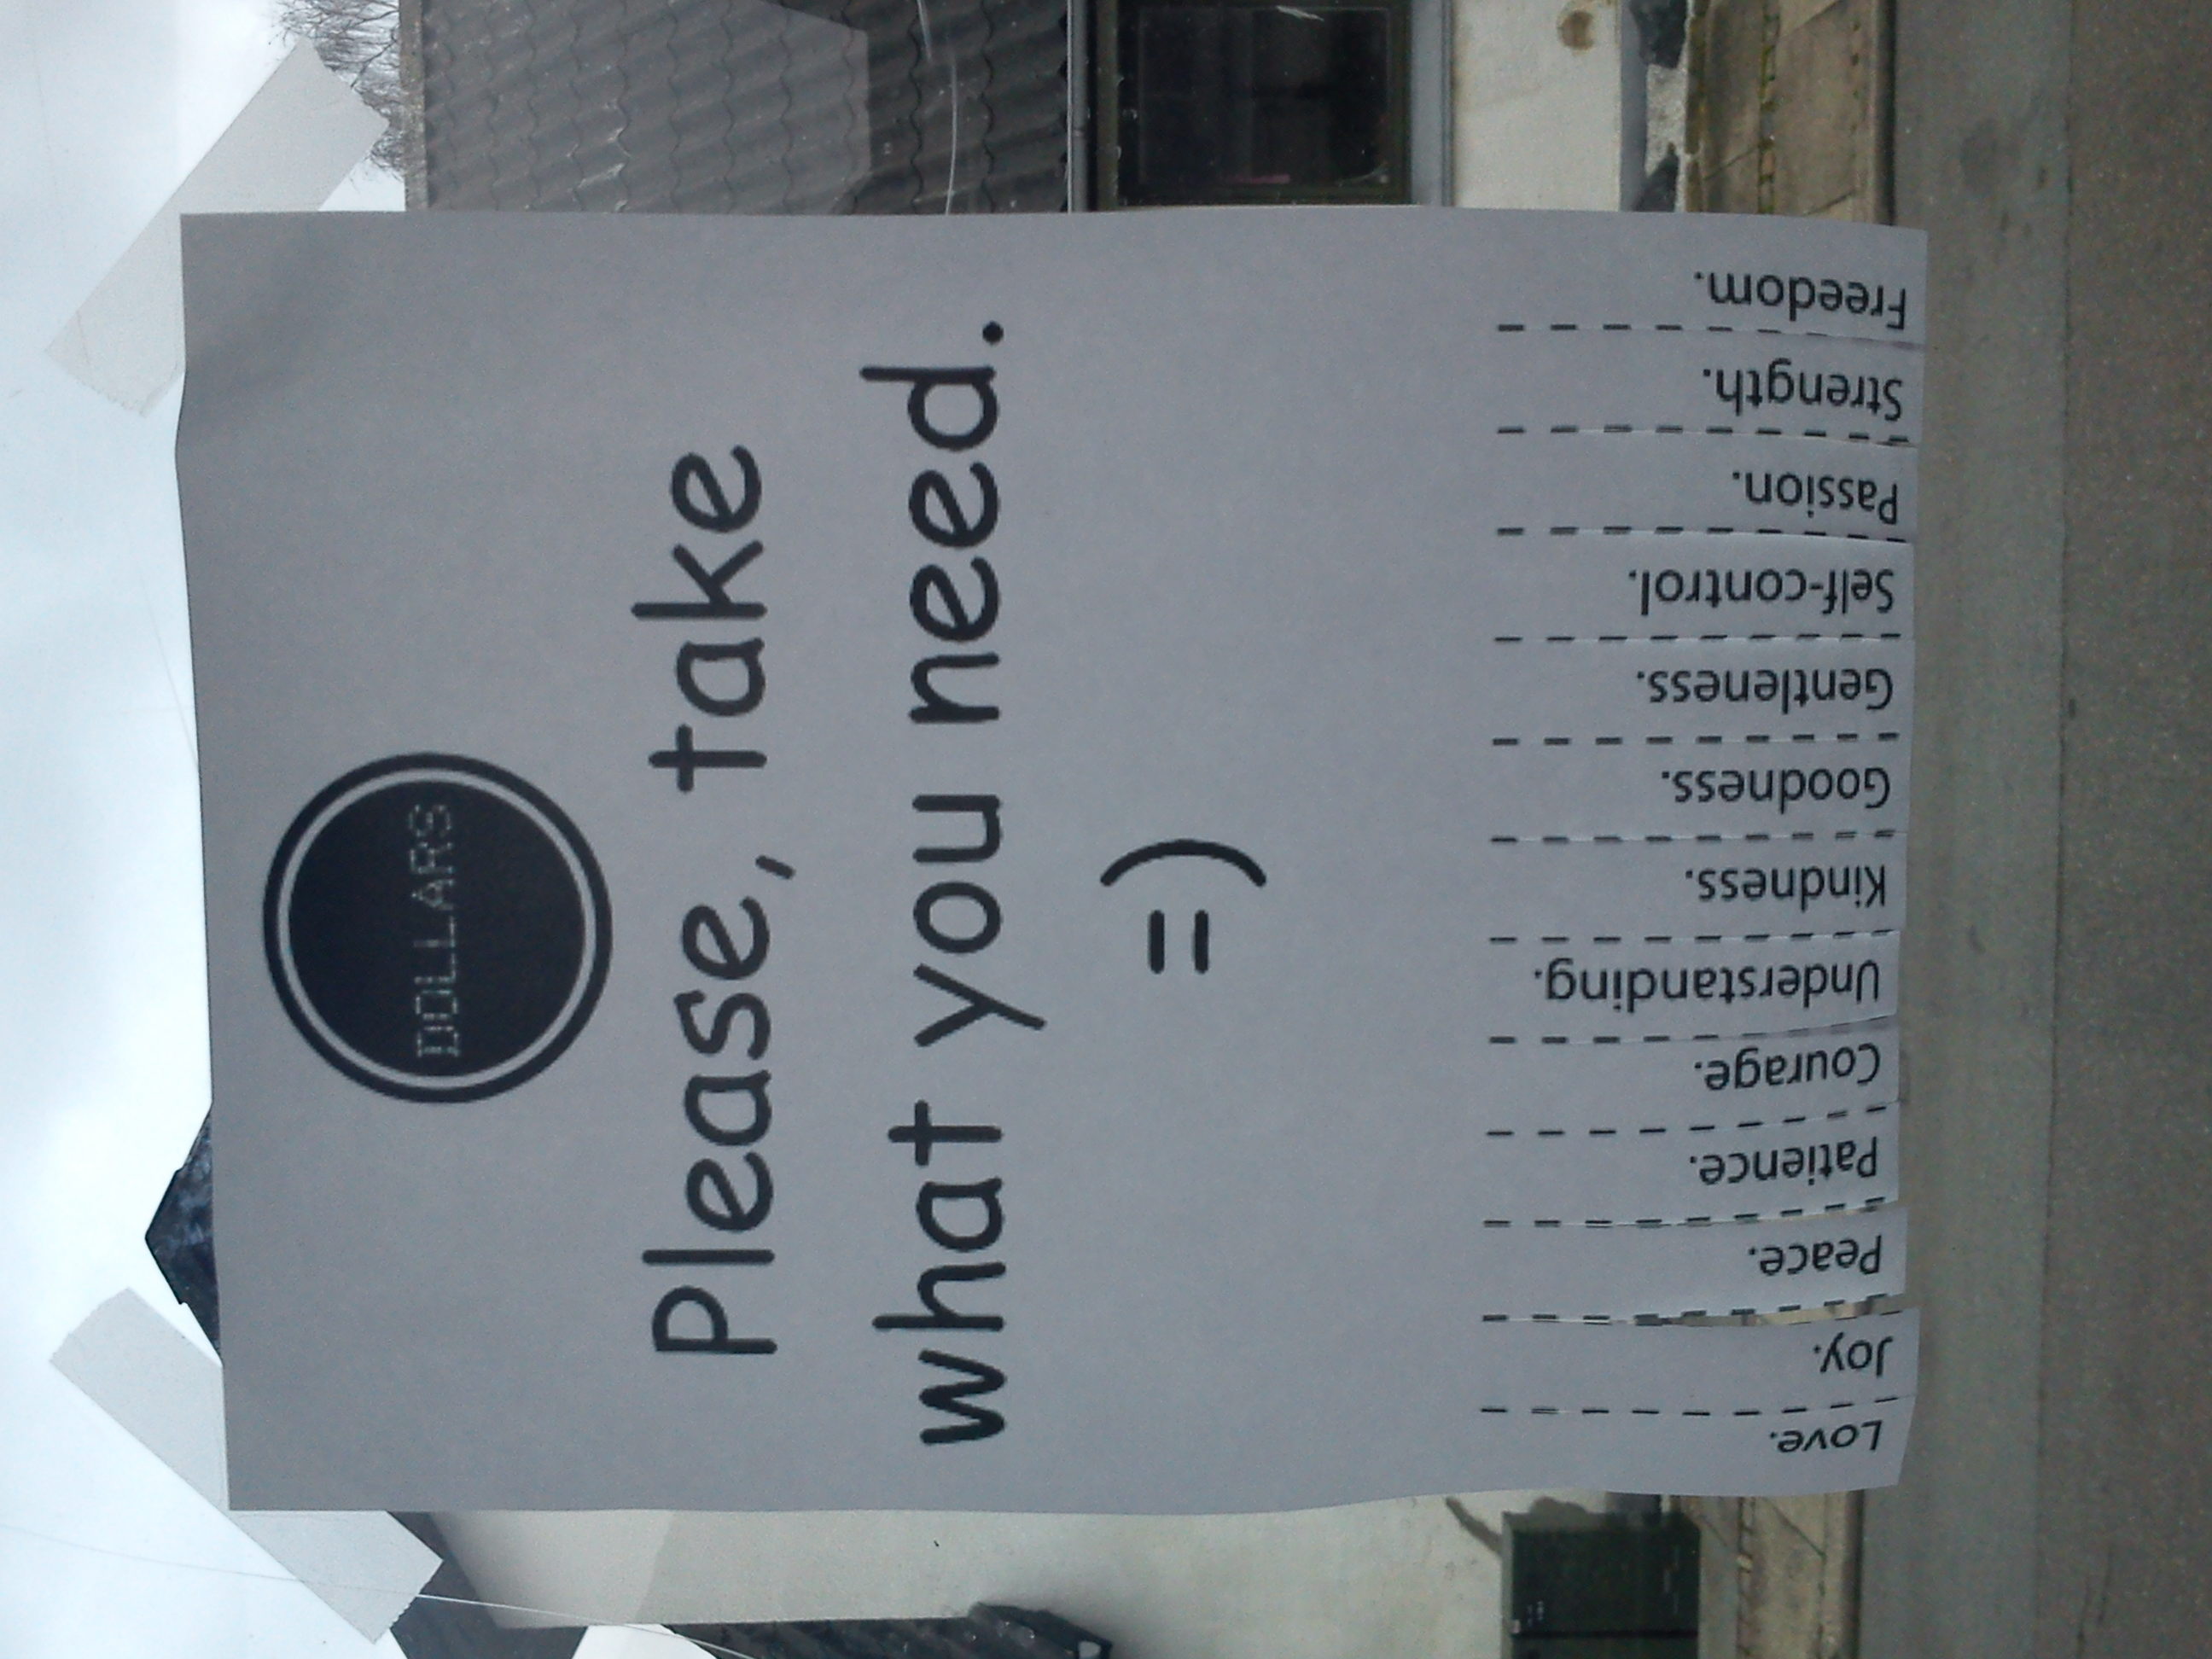 DOLLARS
Please, take
what you need.
=)
Love.
Joy.
Peace.
Patience.
Courage.
Understanding.
Kindness.
Goodness.
Gentleness.
Self-control.
Passion.
Strength.
Freedom.